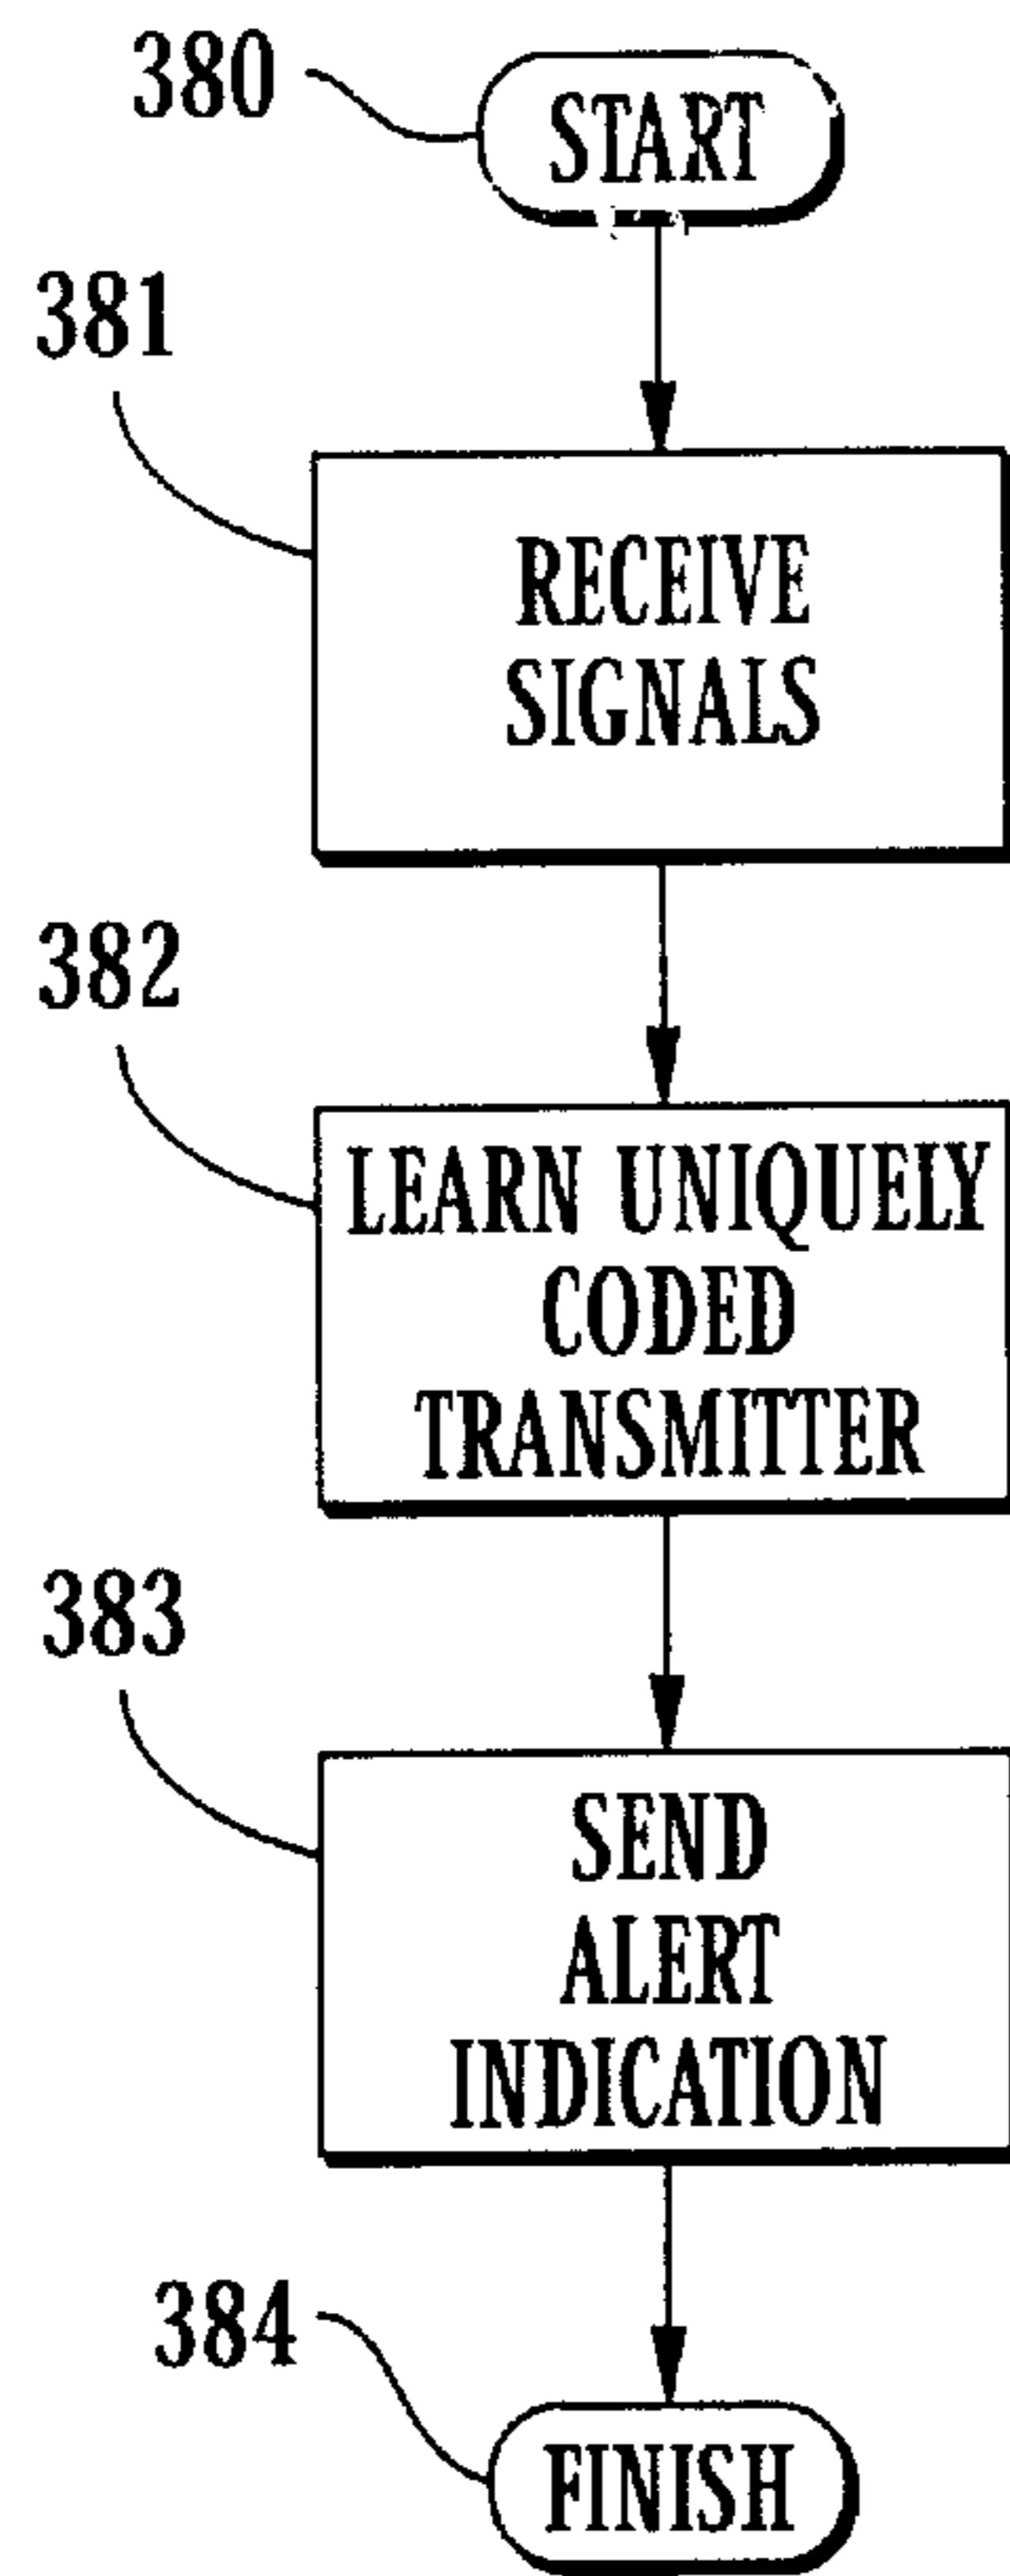 380
START
381
RECEIVE
SIGNALS
382
LEARN UNIQUELY
CODED
TRANSMITTER
383
SEND
ALERT
INDICATION
384
FINISH